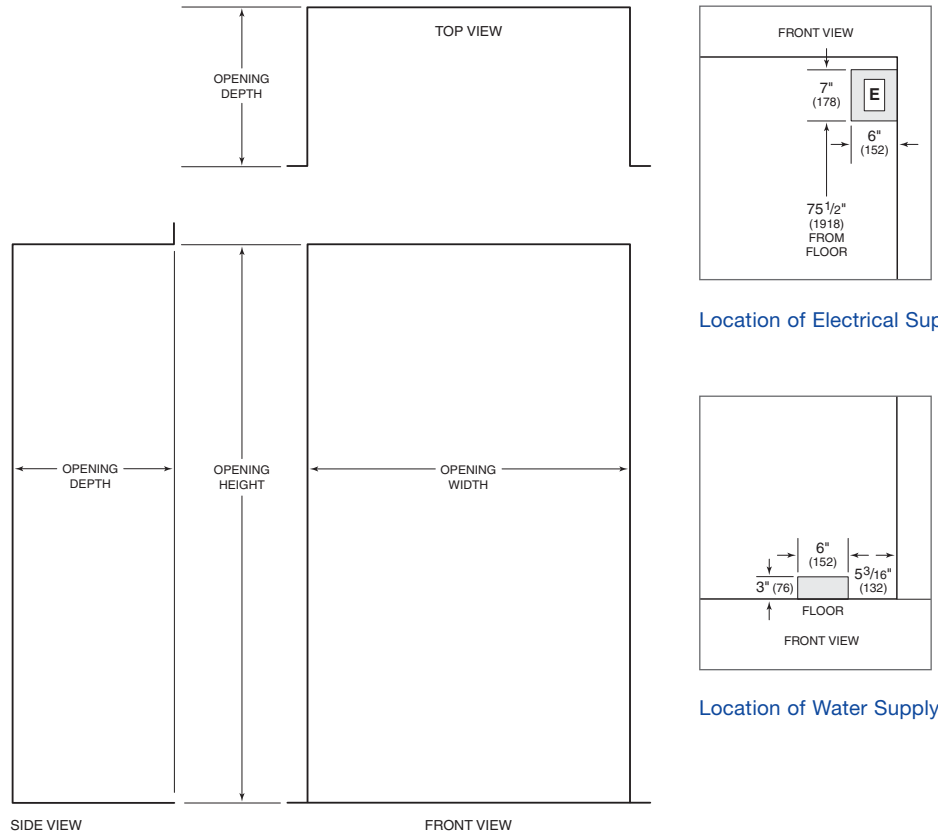 TOP VIEW
OPENING
DEPTH
FRONT VIEW
7"
(178)
E
6"
(152)
75 1/2"
(1918)
FROM
FLOOR
Location of Electrical Sup
OPENING
DEPTH
OPENING
HEIGHT
OPENING
WIDTH
6"
(152)
3" (76)
5 3/16"
(132)
FLOOR
FRONT VIEW
Location of Water Supply
SIDE VIEW
FRONT VIEW